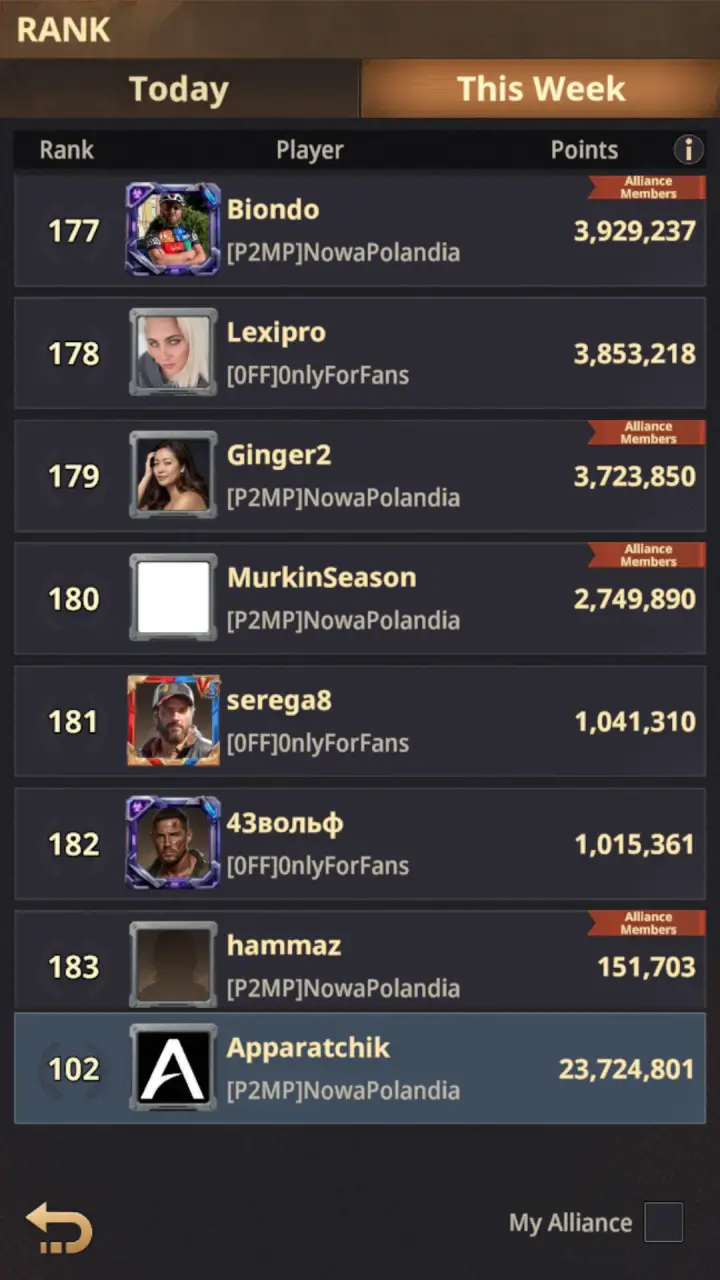 RANK
Today
This Week
Rank
Player
Points
i
Alliance
Members
177
Biondo
[P2MP]NowaPolandia
3,929,237
178
Lexipro
[0FF]0nlyForFans
3,853,218
Alliance
Members
179
Ginger2
[P2MP]NowaPolandia
3,723,850
Alliance
Members
180
MurkinSeason
[P2MP]NowaPolandia
2,749,890
181
serega8
[0FF]0nlyForFans
1,041,310
182
43вольф
[0FF]0nlyForFans
1,015,361
Alliance
Members
183
hammaz
[P2MP]NowaPolandia
151,703
102
Apparatchik
[P2MP]NowaPolandia
23,724,801
My Alliance